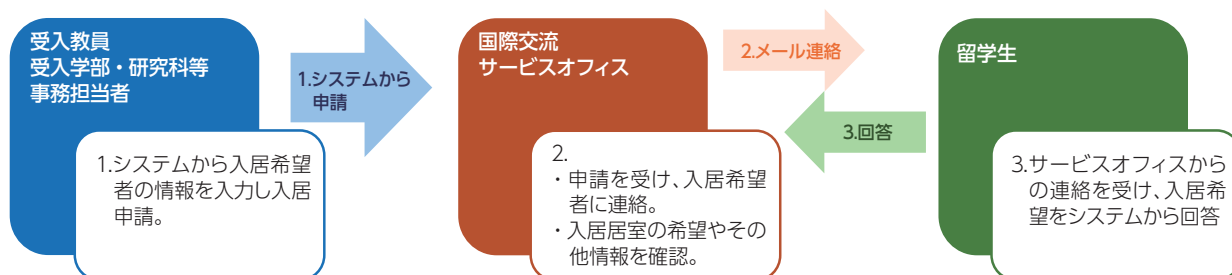 受入教員
受入学部・研究科等
事務担当者
1.システムから入居希望
者の情報を入力し入居
申請。
1.システムから
申請
国際交流
サービスオフィス
2.
・申請を受け、入居希望
者に連絡。
・入居居室の希望やその
他情報を確認。
2.メール連絡
3.回答
留学生
3.サービスオフィスから
の連絡を受け、入居希
望をシステムから回答